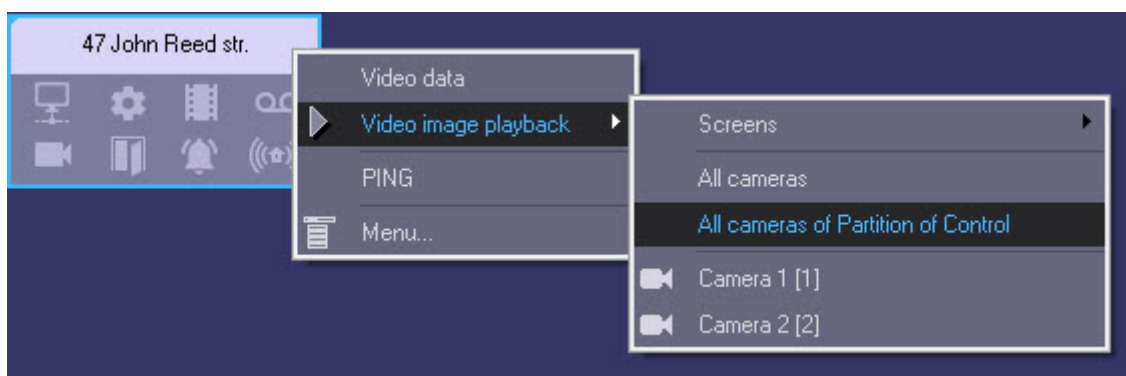 47 John Reed str.
Video data
Video image playback
PING
Menu...
Screens
All cameras
All cameras of Partition of Control
Camera 1 [1]
Camera 2 [2]